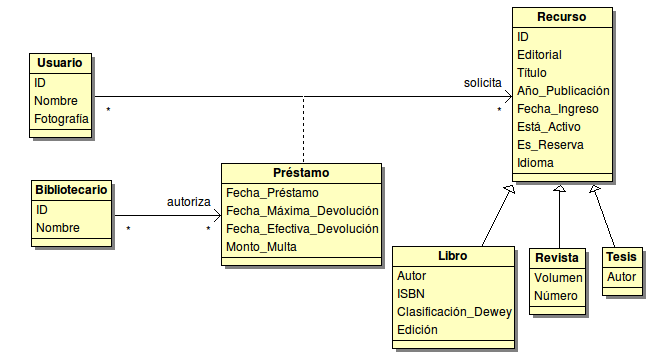 Usuario
ID
Nombre
Fotografía
*
solicita
*
Recurso
ID
Editorial
Título
Año_Publicación
Fecha_Ingreso
Está_Activo
Es_Reserva
Idioma
Bibliotecario
ID
Nombre
autoriza
*
*
Préstamo
Fecha_Préstamo
Fecha_Máxima_Devolución
Fecha_Efectiva_Devolución
Monto_Multa
Libro
Autor
ISBN
Clasificación_Dewey
Edición
Revista
Volumen
Número
Tesis
Autor